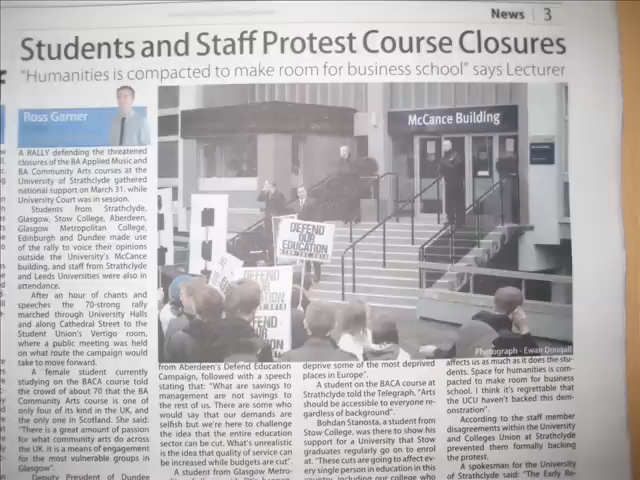 News 3
Students and Staff Protest Course Closures
"Humanities is compacted to make room for business school" says Lecturer
Ross Garner
A RALLY defending the threatened
closures of the BA Applied Music and
BA Community Arts courses at the
University of Strathclyde gathered
national support on March 31, while
University Court was in session.
Students from Strathclyde,
Glasgow, Stow College, Aberdeen,
Glasgow Metropolitan College,
Edinburgh and Dundee made use
of the rally to voice their opinions
outside the University's McCance
building, and staff from Strathclyde
and Leeds Universities were also in
attendance.
After an hour of chants and
speeches the 70-strong rally
marched through University Halls
and along Cathedral Street to the
Student Union's Vertigo room,
where a public meeting was held
on what route the campaign would
take to move forward.
A female student currently
studying on the BACA course told
the crowd of about 70 that the BA
Community Arts course is one of
only four of its kind in the UK, and
the only one in Scotland. She said:
"There is a great amount of passion
for what community arts do across
the UK. It is a means of engagement
for the most vulnerable groups in
Glasgow".
Deputy President of Dundee
McCance Building
DEFEND
OUR
EDUCATION
STOP THE CUTS
DEFEND
OUR
DEFEND
Photograph - Ewan Dougall
from Aberdeen's Defend Education
Campaign, followed with a speech
stating that: "What are savings to
management are not savings to
the rest of us. There are some who
would say that our demands are
selfish but we're here to challenge
the idea that the entire education
sector can be cut. What's unrealistic
is the idea that quality of service can
be increased while budgets are cut".
A student from Glasgow Metro-
deprive some of the most deprived
places in Europe".
A student on the BACA course at
Strathclyde told the Telegraph, "Arts
should be accessible to everyone re-
gardless of background".
Bohdan Stanosta, a student from
Stow College, was there to show his
support for a University that Stow
graduates regularly go on to enrol
at. "These cuts are going to affect ev-
ery single person in education in this
country, including our college who
affects us as much as it does the stu-
dents. Space for humanities is com-
pacted to make room for business
school. I think it's regrettable that
the UCU haven't backed this dem-
onstration".
According to the staff member
disagreements within the University
and Colleges Union at Strathclyde
prevented them formally backing
the protest.
A spokesman for the University
of Strathclyde said: "The Early Re-